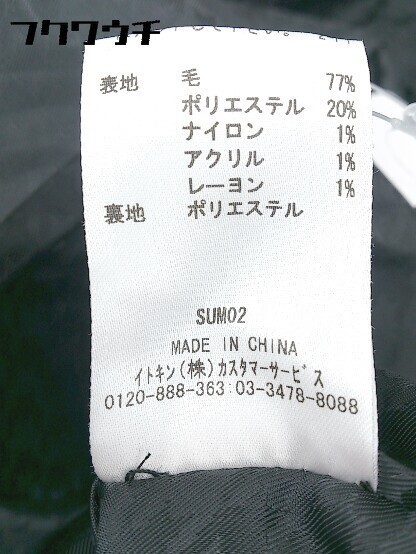 フクワウチ
表地 毛 77%
ポリエステル 20%
ナイロン 1%
アクリル 1%
レーヨン 1%
裏地 ポリエステル
SUM02
MADE IN CHINA
イトキン(株)カスタマーサービス
0120-888-363:03-3478-8088